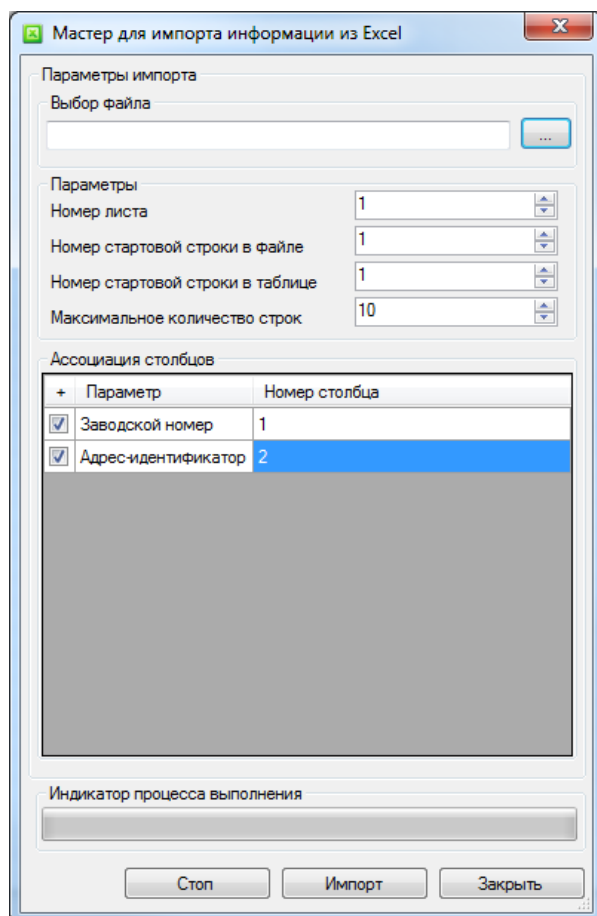 Мастер для импорта информации из Excel
Параметры импорта
Выбор файла
...
Параметры
Номер листа 1
Номер стартовой строки в файле 1
Номер стартовой строки в таблице 1
Максимальное количество строк 10
Ассоциация столбцов
+ Параметр Номер столбца
Заводской номер 1
Адрес-идентификатор 2
Индикатор процесса выполнения
Стоп Импорт Закрыть